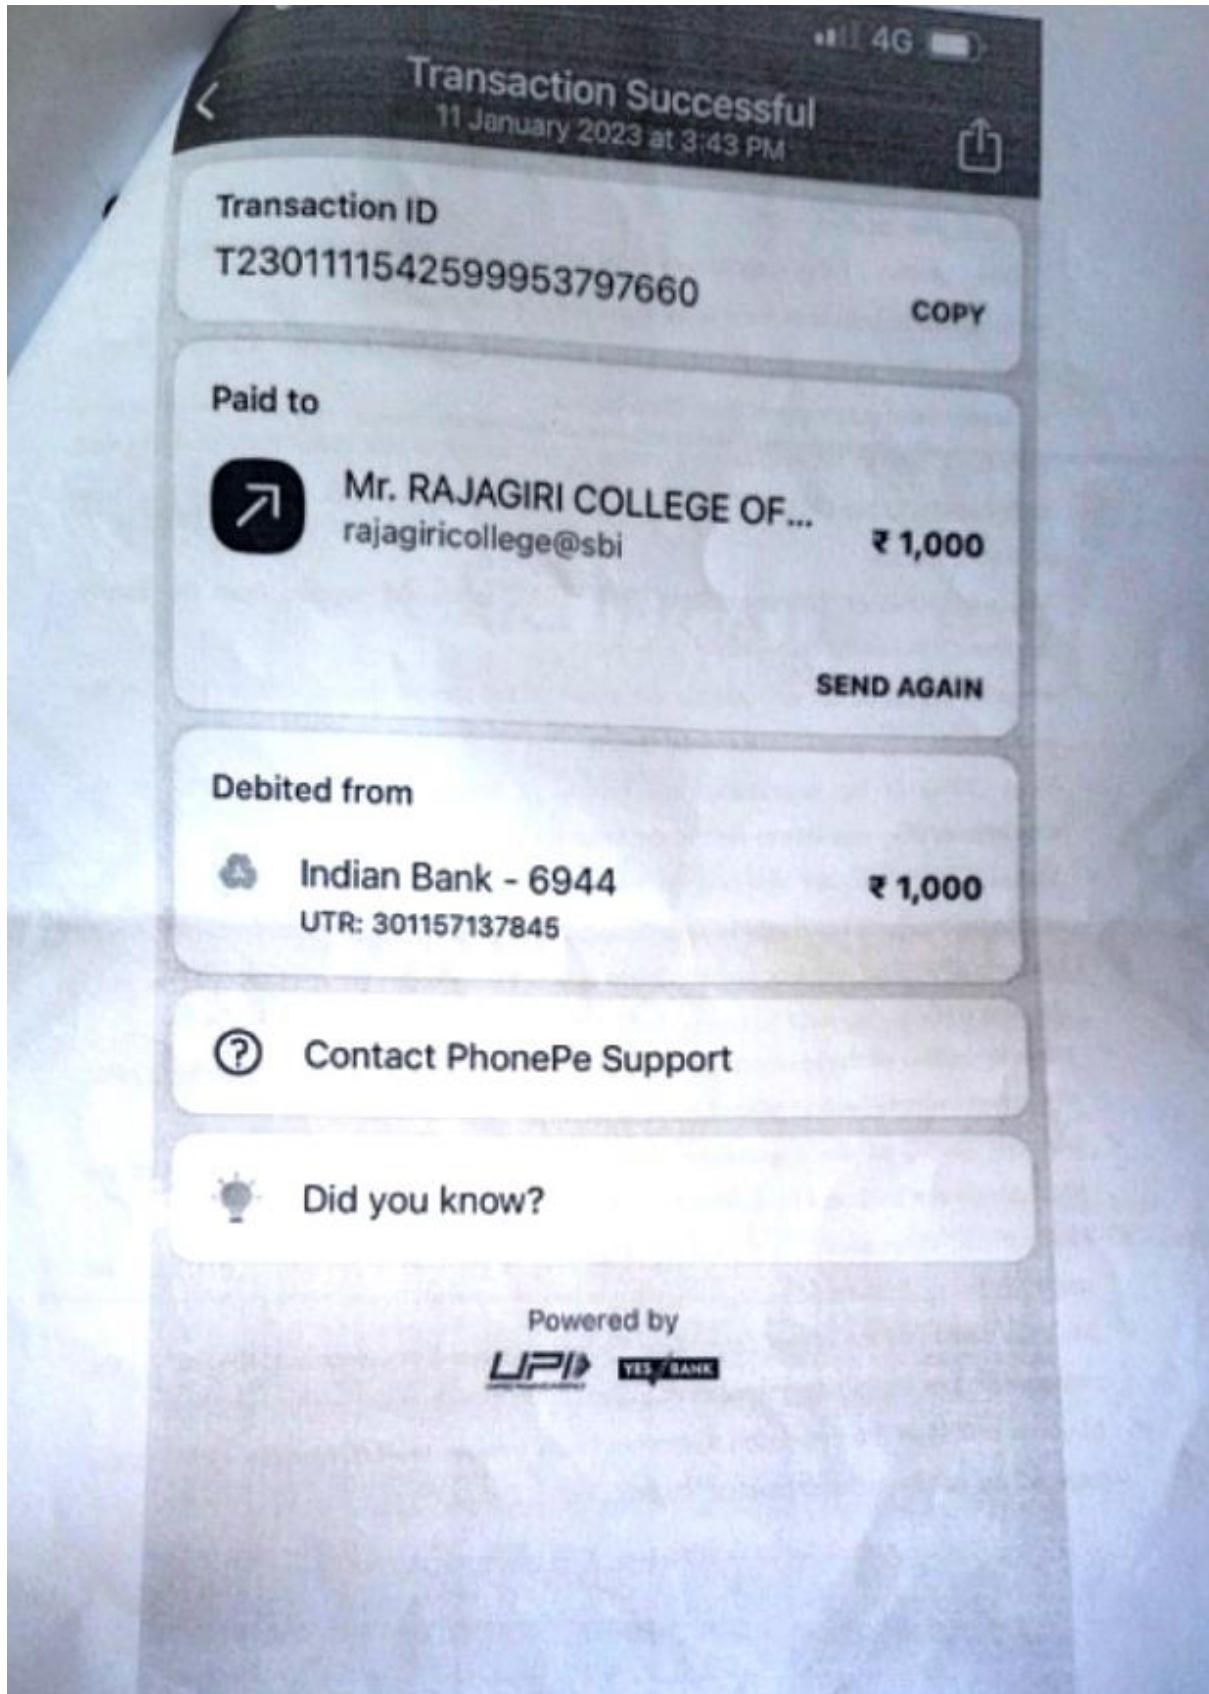 4G
Transaction Successful
11 January 2023 at 3:43 PM
Transaction ID
T2301111542599953797660
COPY
Paid to
Mr. RAJAGIRI COLLEGE OF...
rajagiricollege@sbi
₹ 1,000
SEND AGAIN
Debited from
Indian Bank - 6944
₹ 1,000
UTR: 301157137845
Contact PhonePe Support
Did you know?
Powered by
UPI YES BANK